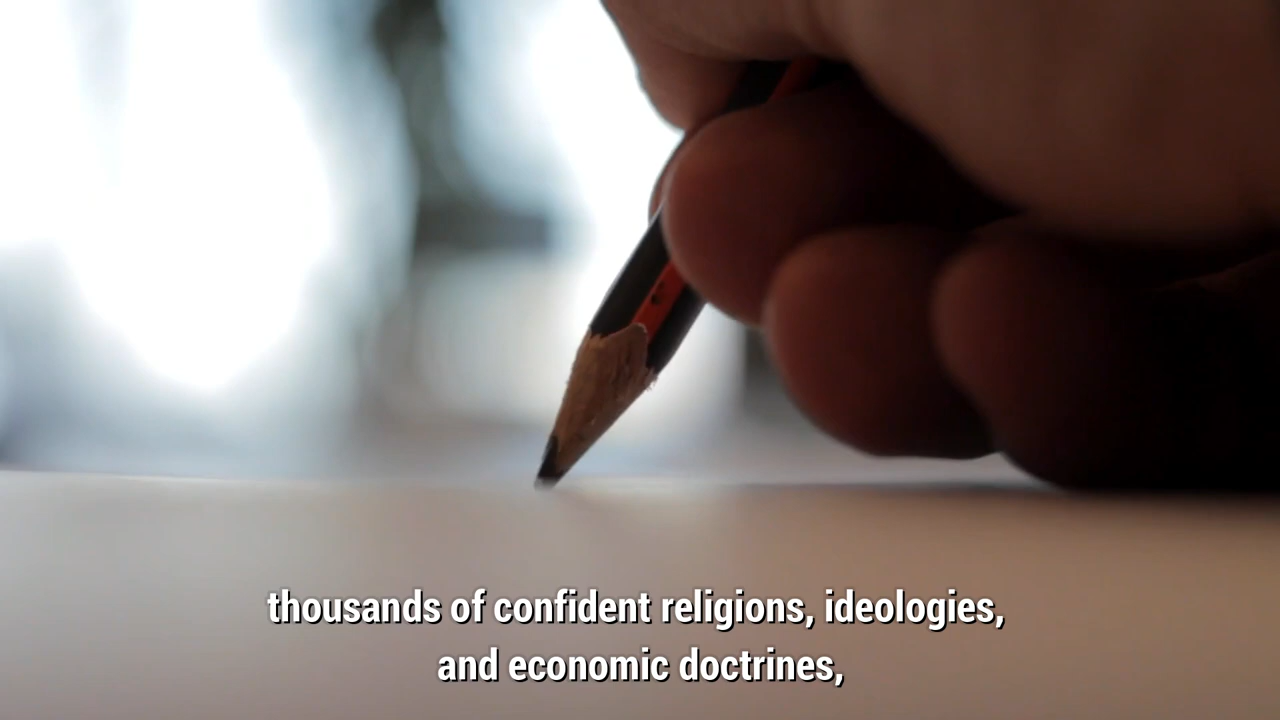 thousands of confident religions, ideologies,
and economic doctrines,